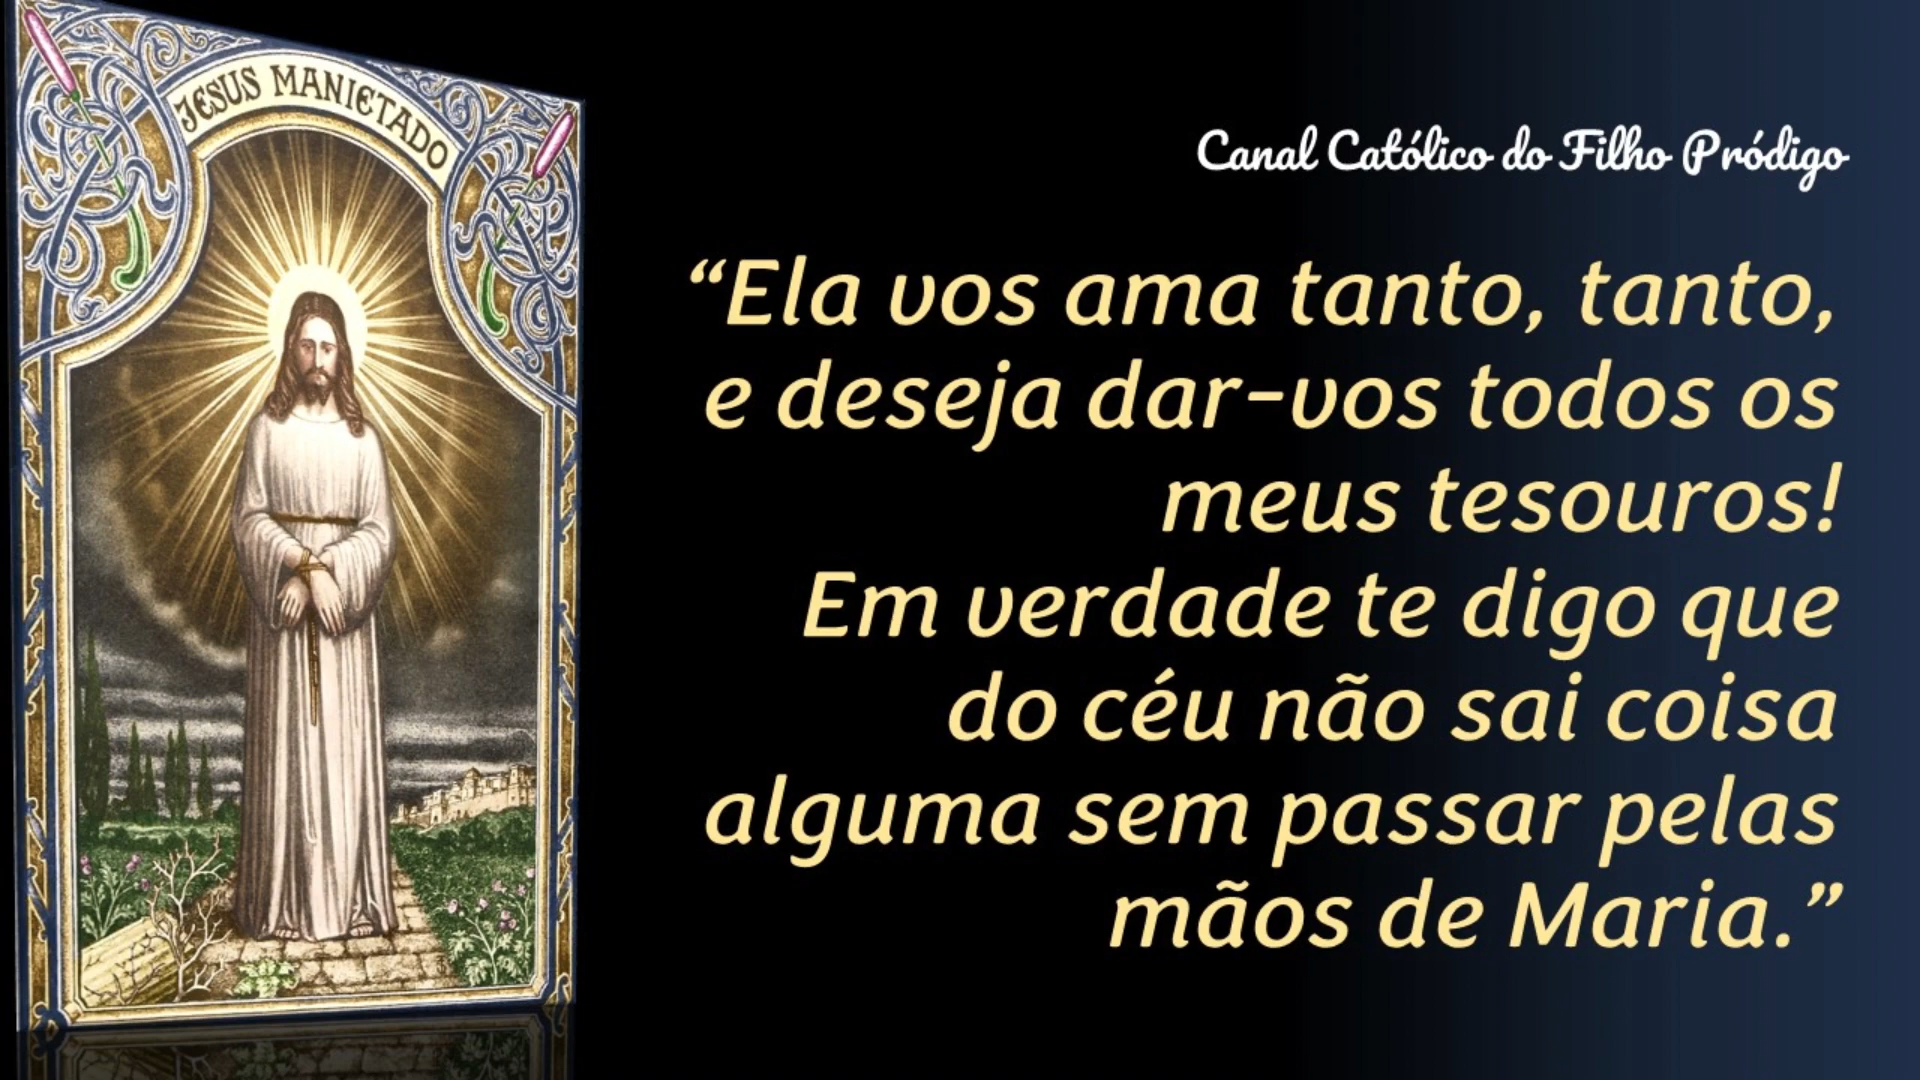 JESUS MANIETADO
Canal Católico do Filho Pródigo
“Ela vos ama tanto, tanto,
e deseja dar-vos todos os
meus tesouros!
Em verdade te digo que
do céu não sai coisa
alguma sem passar pelas
mãos de Maria.”